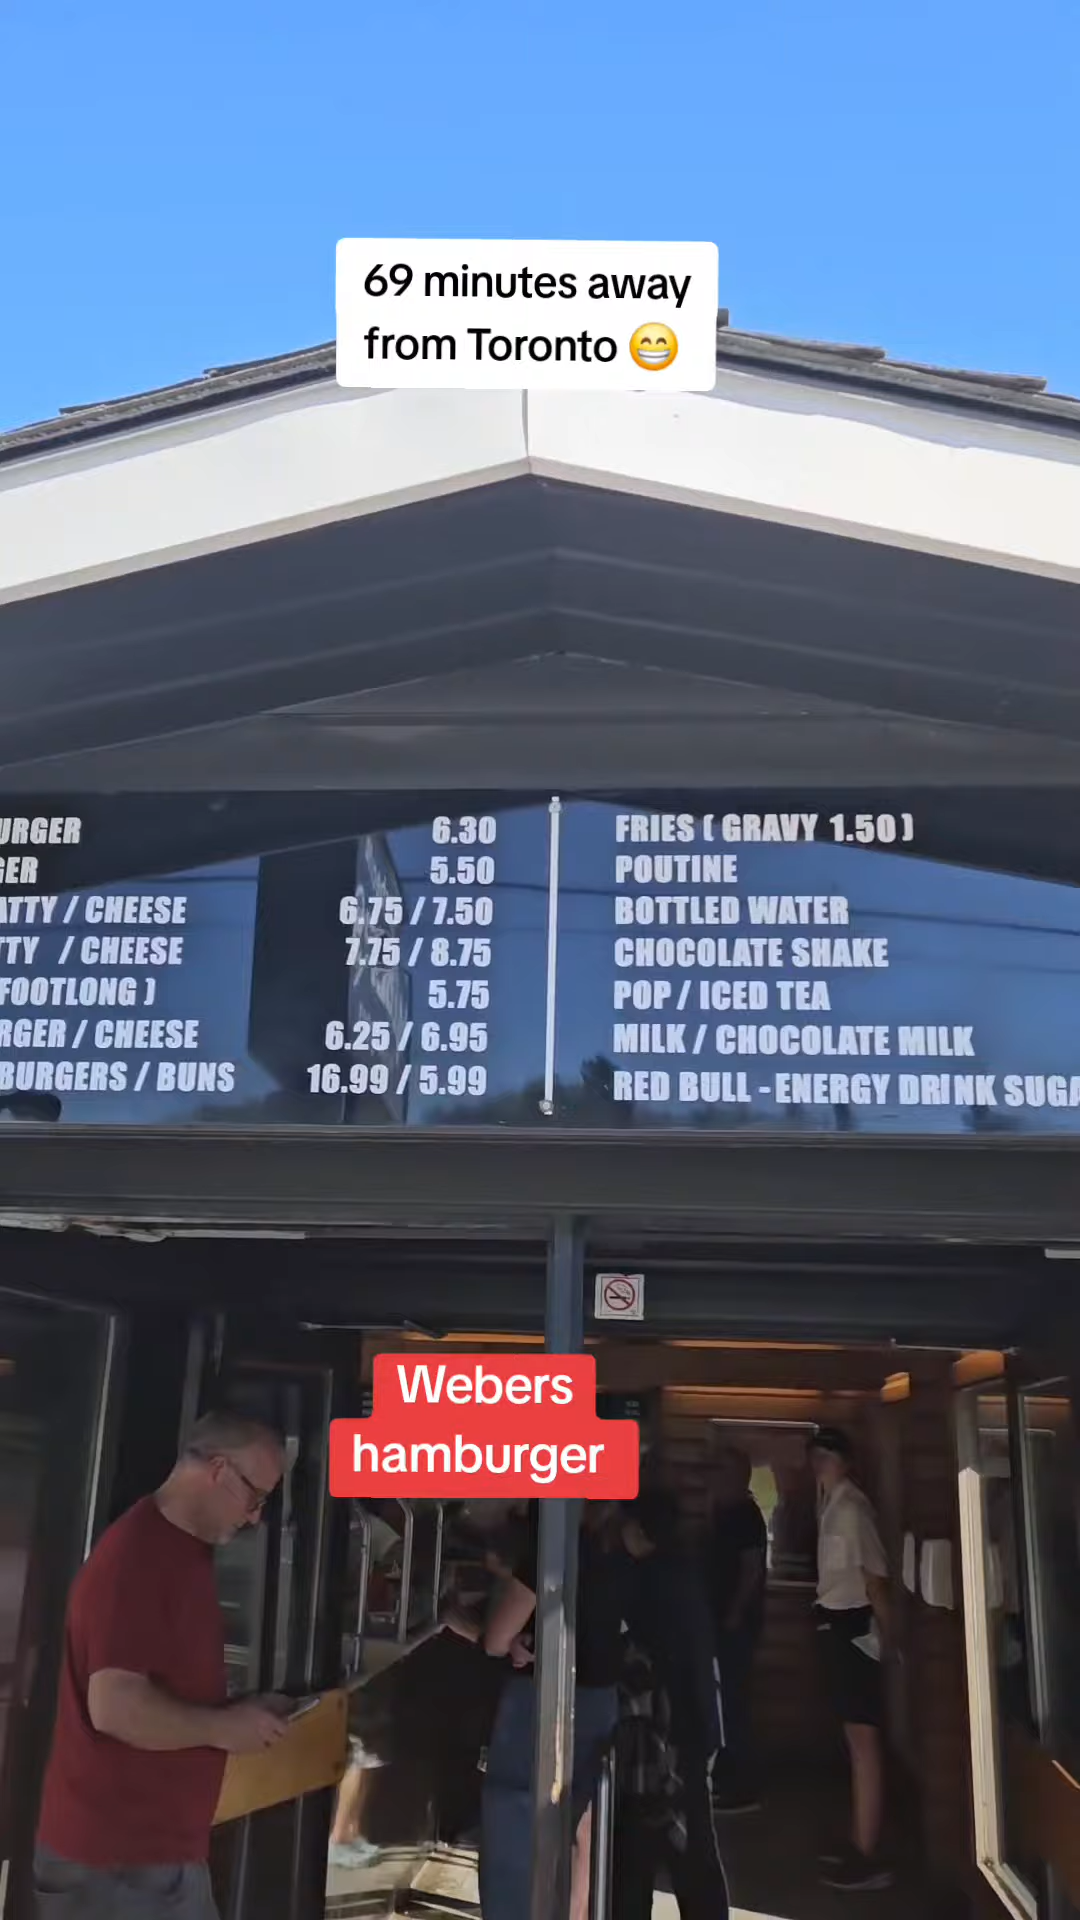 69 minutes away
from Toronto 😁
URGER 6.30
GER 5.50
ATTY / CHEESE 6.75 / 7.50
TTY / CHEESE 7.75 / 8.75
FOOTLONG ) 5.75
RGER / CHEESE 6.25 / 6.95
BURGERS / BUNS 16.99 / 5.99
FRIES ( GRAVY 1.50 )
POUTINE
BOTTLED WATER
CHOCOLATE SHAKE
POP / ICED TEA
MILK / CHOCOLATE MILK
RED BULL - ENERGY DRINK SUGA
Webers
hamburger